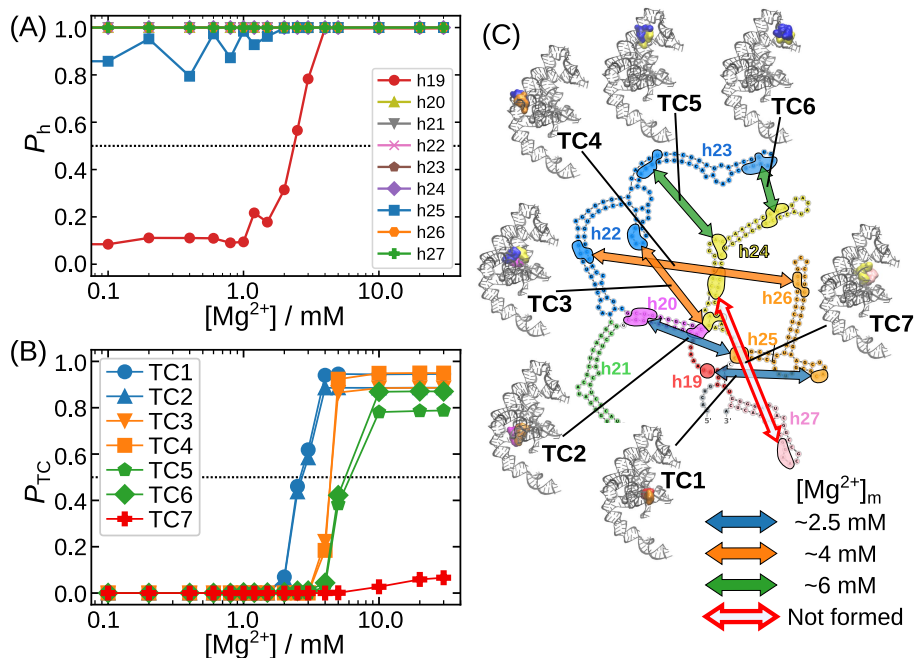 (A)
P_h
1.0
0.8
0.6
0.4
0.2
0.0
h19
h20
h21
h22
h23
h24
h25
h26
h27
0.1
1.0
10.0
[Mg²⁺] / mM
(B)
P_TC
1.0
0.8
0.6
0.4
0.2
0.0
TC1
TC2
TC3
TC4
TC5
TC6
TC7
0.1
1.0
10.0
[Mg²⁺] / mM
(C)
TC5
TC6
TC4
h23
h22
h24
TC3
h20
h26
TC7
h21
h25
h19
5'
3'
h27
TC2
TC1
[Mg²⁺]_m
~2.5 mM
~4 mM
~6 mM
Not formed